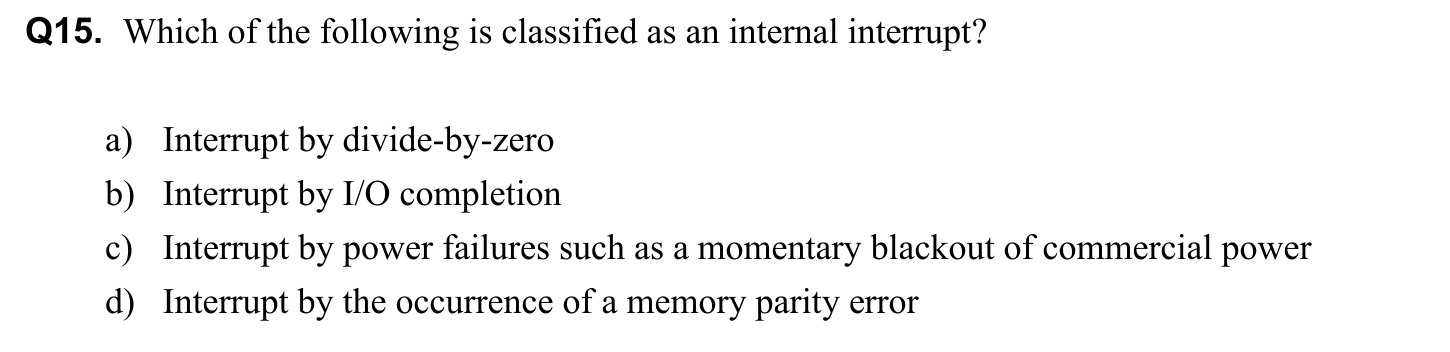 Q15. Which of the following is classified as an internal interrupt?
a) Interrupt by divide-by-zero
b) Interrupt by I/O completion
c) Interrupt by power failures such as a momentary blackout of commercial power
d) Interrupt by the occurrence of a memory parity error